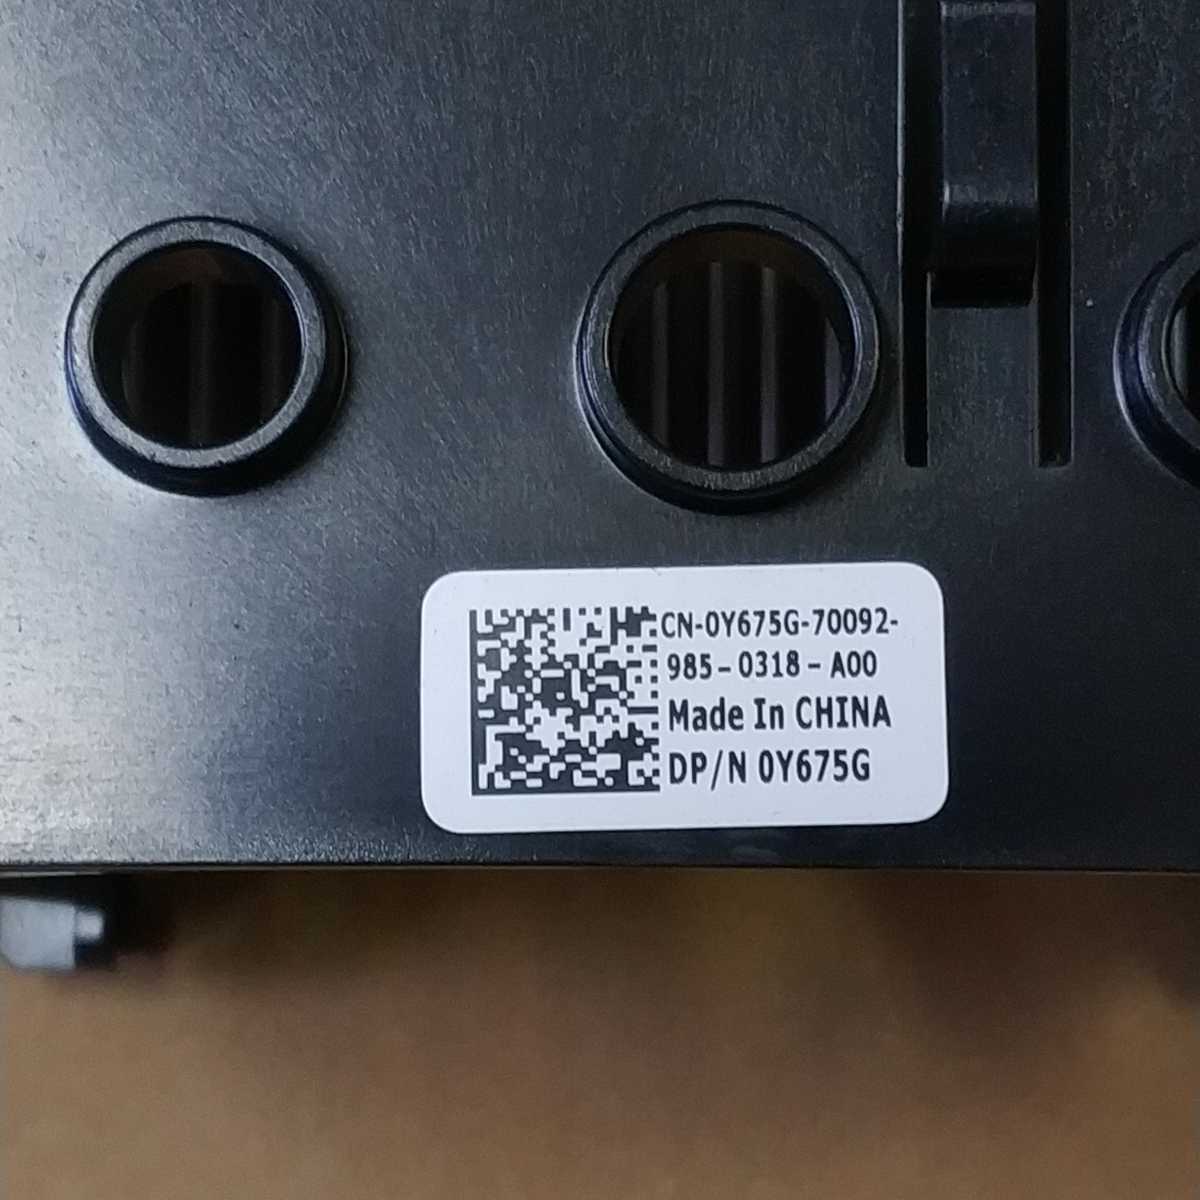 CN-0Y675G-70092-
985-0318-A00
Made In CHINA
DP/N 0Y675G